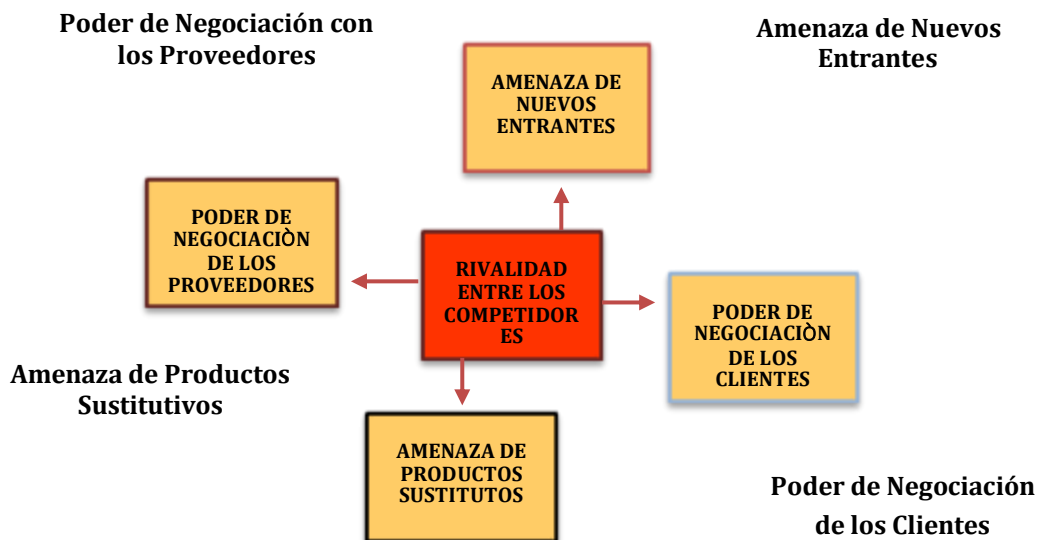 Poder de Negociación con
los Proveedores
Amenaza de Nuevos
Entrantes
AMENAZA DE
NUEVOS
ENTRANTES
PODER DE
NEGOCIACIÒN
DE LOS
PROVEEDORES
RIVALIDAD
ENTRE LOS
COMPETIDOR
ES
PODER DE
NEGOCIACIÒN
DE LOS
CLIENTES
Amenaza de Productos
Sustitutivos
AMENAZA DE
PRODUCTOS
SUSTITUTOS
Poder de Negociación
de los Clientes